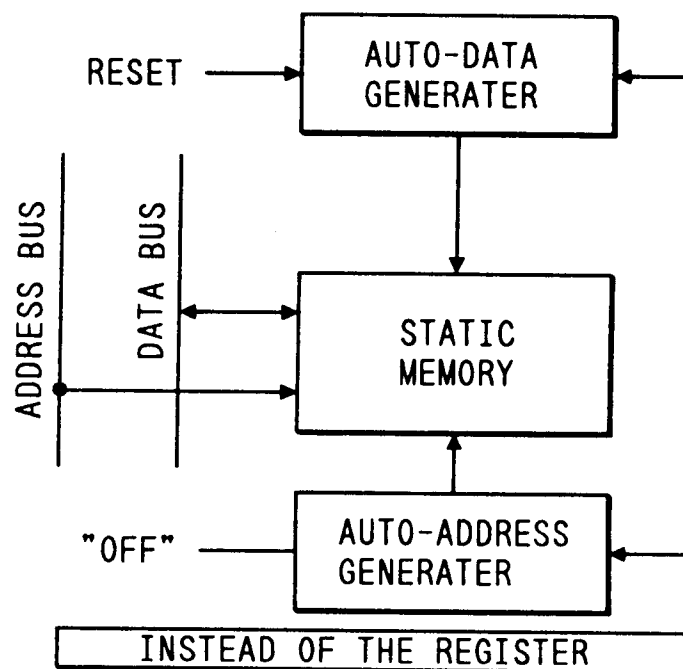 RESET
AUTO-DATA
GENERATER
ADDRESS BUS
DATA BUS
STATIC
MEMORY
"OFF"
AUTO-ADDRESS
GENERATER
INSTEAD OF THE REGISTER